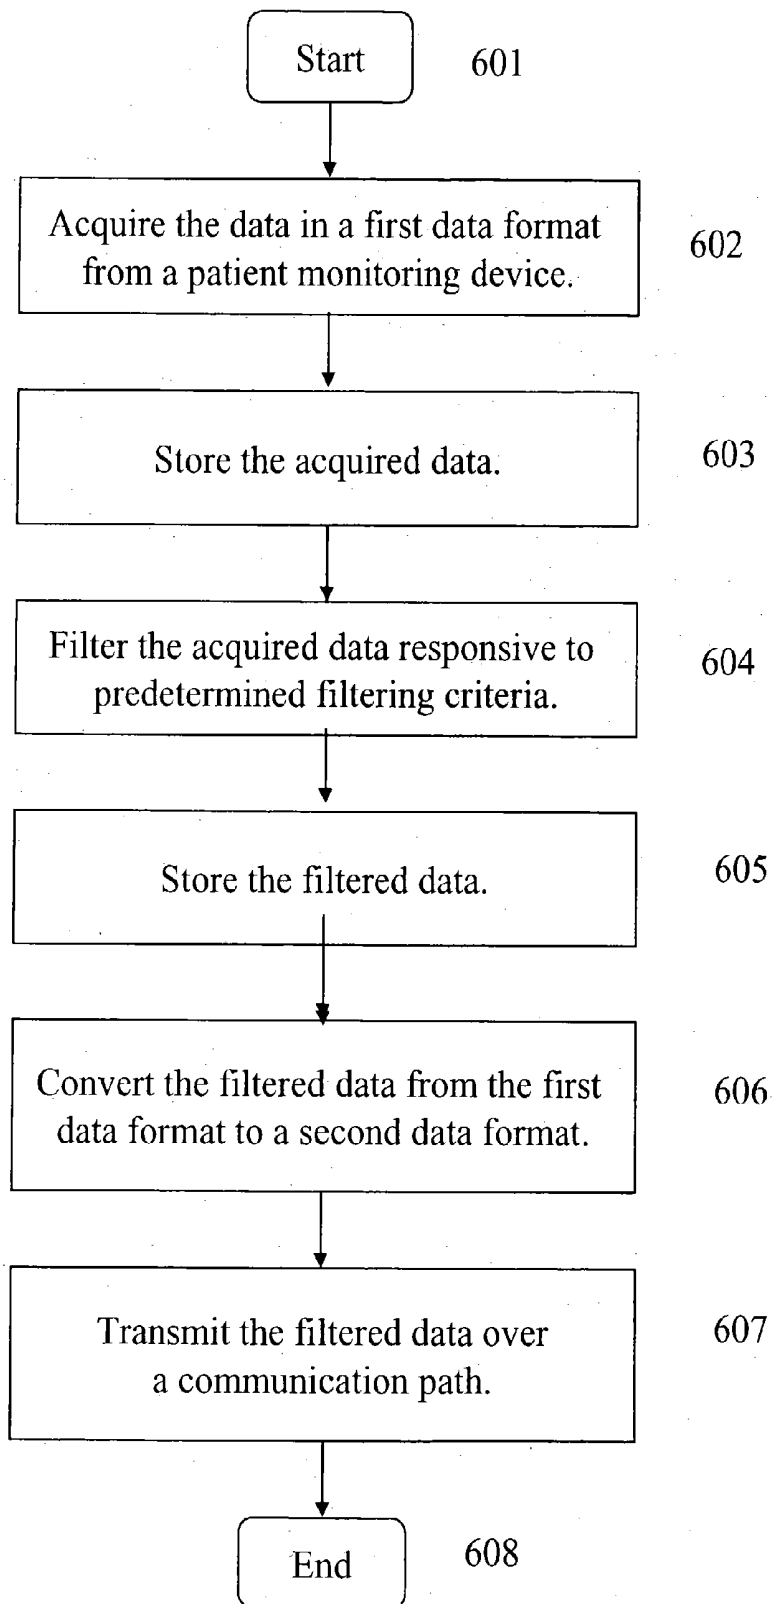 Start
601
Acquire the data in a first data format
from a patient monitoring device.
602
Store the acquired data.
603
Filter the acquired data responsive to
predetermined filtering criteria.
604
Store the filtered data.
605
Convert the filtered data from the first
data format to a second data format.
606
Transmit the filtered data over
a communication path.
607
End
608